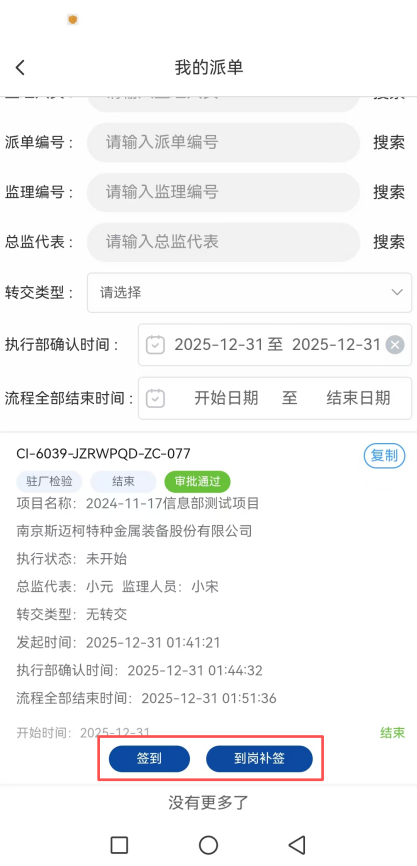 我的派单
搜索
派单编号： 请输入派单编号 搜索
监理编号： 请输入监理编号 搜索
总监代表： 请输入总监代表 搜索
转交类型： 请选择
执行部确认时间： 2025-12-31 至 2025-12-31
流程全部结束时间： 开始日期 至 结束日期
CI-6039-JZRWPQD-ZC-077 复制
驻厂检验 结束 审批通过
项目名称：2024-11-17信息部测试项目
南京斯迈柯特种金属装备股份有限公司
执行状态：未开始
总监代表：小元 监理人员：小宋
转交类型：无转交
发起时间：2025-12-31 01:41:21
执行部确认时间：2025-12-31 01:44:32
流程全部结束时间：2025-12-31 01:51:36
开始时间：2025-12-31 结束
签到 到岗补签
没有更多了